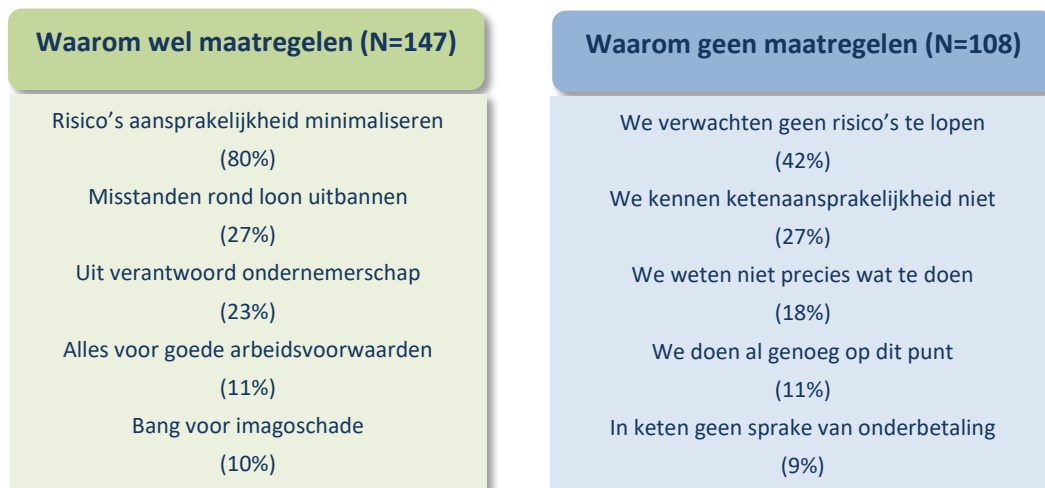 Waarom wel maatregelen (N=147)
Risico’s aansprakelijkheid minimaliseren
(80%)
Misstanden rond loon uitbannen
(27%)
Uit verantwoord ondernemerschap
(23%)
Alles voor goede arbeidsvoorwaarden
(11%)
Bang voor imagoschade
(10%)
Waarom geen maatregelen (N=108)
We verwachten geen risico’s te lopen
(42%)
We kennen ketenaansprakelijkheid niet
(27%)
We weten niet precies wat te doen
(18%)
We doen al genoeg op dit punt
(11%)
In keten geen sprake van onderbetaling
(9%)